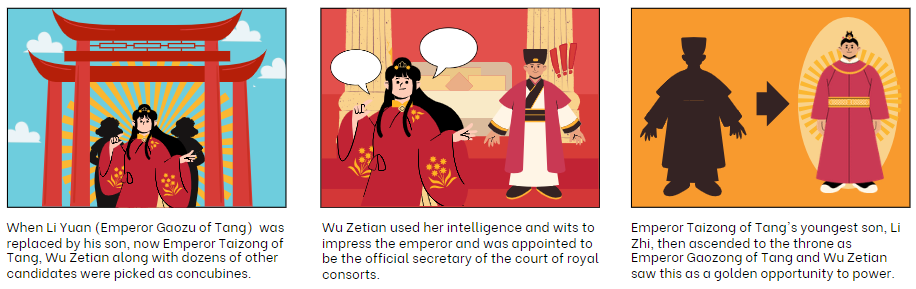 When Li Yuan (Emperor Gaozu of Tang) was
replaced by his son, now Emperor Taizong of
Tang, Wu Zetian along with dozens of other
candidates were picked as concubines.
Wu Zetian used her intelligence and wits to
impress the emperor and was appointed to
be the official secretary of the court of royal
consorts.
Emperor Taizong of Tang's youngest son, Li
Zhi, then ascended to the throne as
Emperor Gaozong of Tang and Wu Zetian
saw this as a golden opportunity to power.